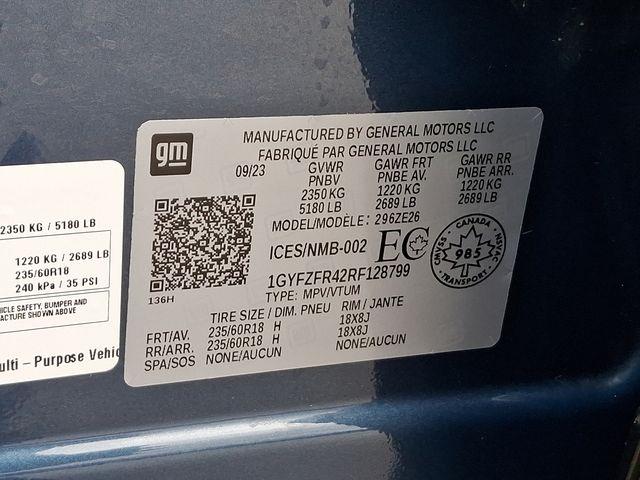 gm
MANUFACTURED BY GENERAL MOTORS LLC
FABRIQUÉ PAR GENERAL MOTORS LLC
09/23
GVWR GAWR FRT GAWR RR
PNBV PNBE AV. PNBE ARR.
2350 KG 1220 KG 1220 KG
5180 LB 2689 LB 2689 LB
MODEL/MODÈLE: 296ZE26
ICES/NMB-002 EC
CANADA
985
TRANSPORT
1GYFZFR42RF128799
136H
TYPE: MPV/VTUM
TIRE SIZE / DIM. PNEU RIM / JANTE
FRT/AV. 235/60R18 H 18X8J
RR/ARR. 235/60R18 H 18X8J
SPA/SOS NONE/AUCUN NONE/AUCUN
2350 KG / 5180 LB
1220 KG / 2689 LB
235/60R18
240 kPa / 35 PSI
SAFETY, BUMPER AND
SHOWN ABOVE
Purpose